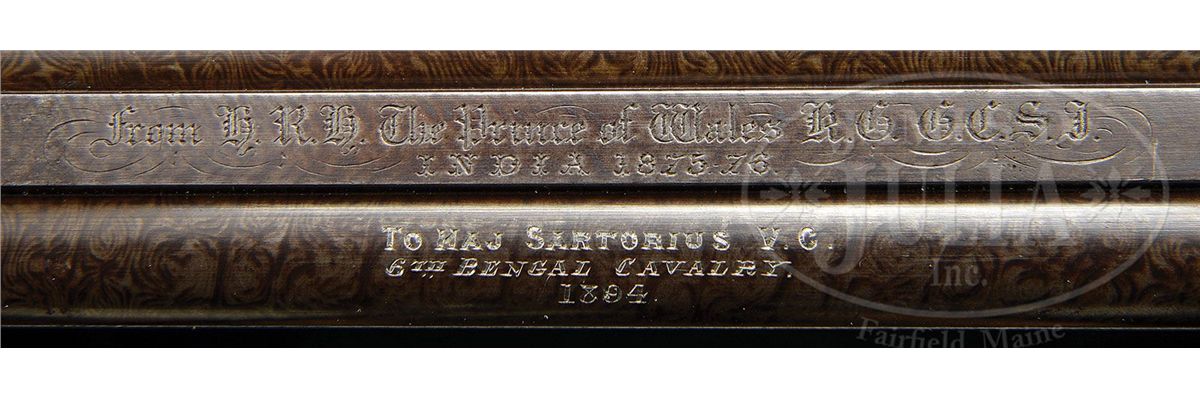 From H.R.H. The Prince of Wales K.G. G.C.S.I.
INDIA 1875-76.
TO MAJ SARTORIUS V.C.
6TH BENGAL CAVALRY.
1894.
JULIA
Inc.
Fairfield, Maine